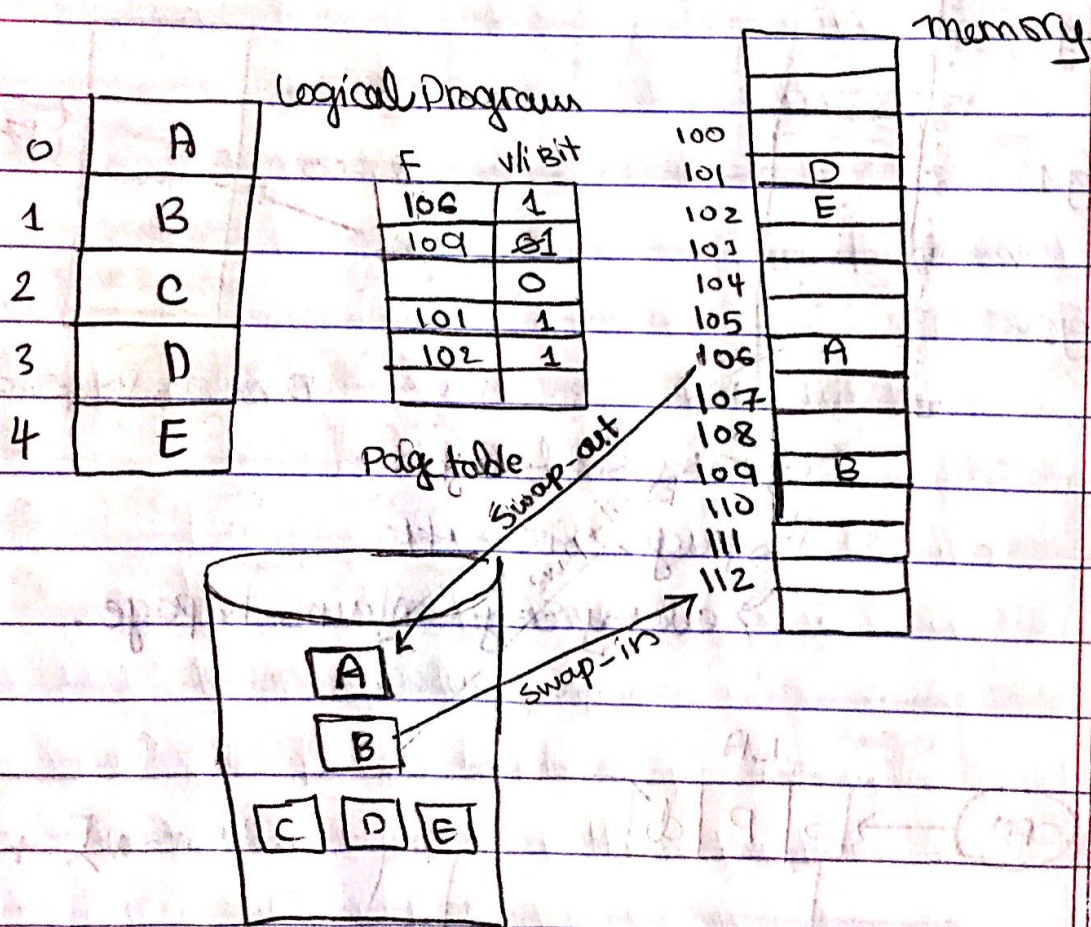 memory
Logical Program
0 A
1 B
2 C
3 D
4 E
F V/i Bit
106 1
109 01
0
101 1
102 1
Page table
100
101 D
102 E
103
104
105
106 A
107
108
109 B
110
111
112
Swap-out
Swap-in
A
B
C D E